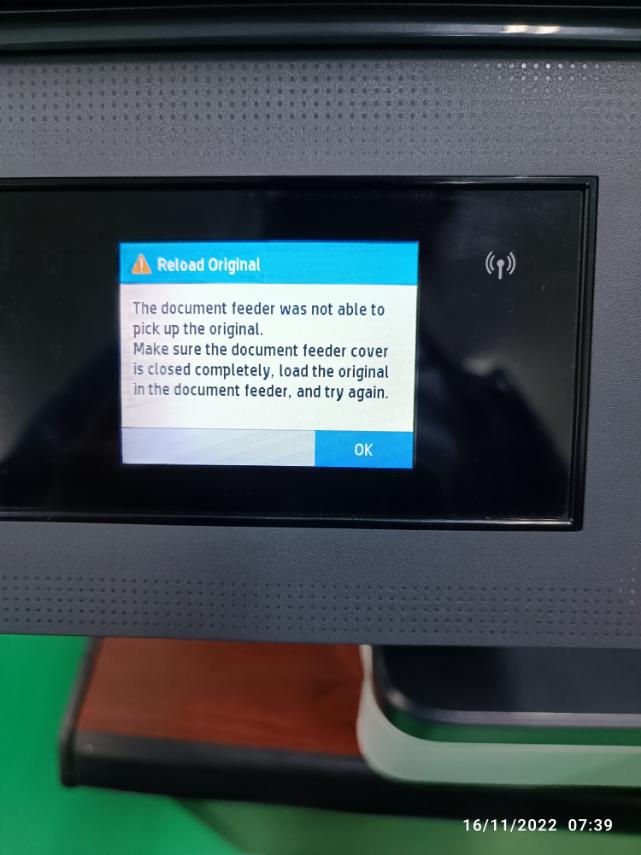 Reload Original
The document feeder was not able to
pick up the original.
Make sure the document feeder cover
is closed completely, load the original
in the document feeder, and try again.
OK
16/11/2022 07:39